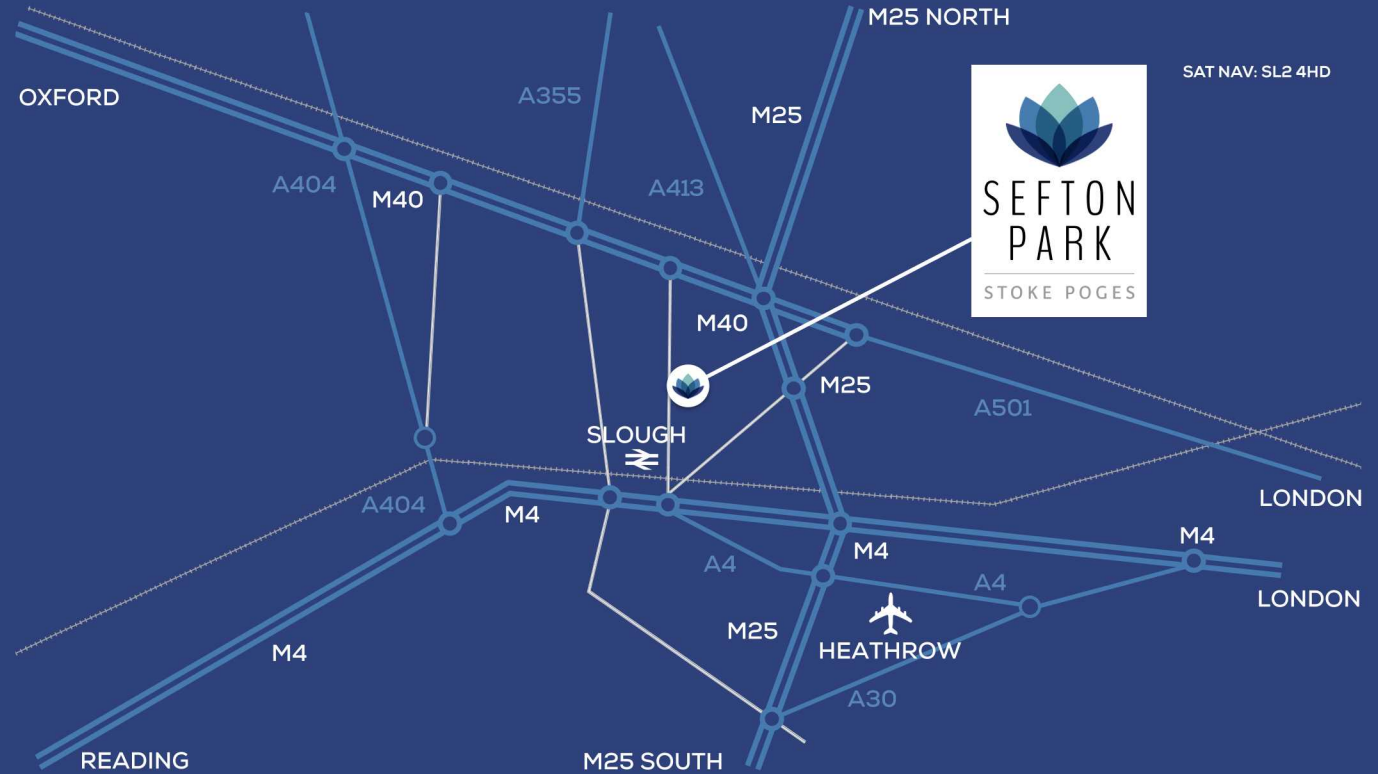 M25 NORTH
SAT NAV: SL2 4HD
OXFORD
A355
M25
A404
M40
A413
SEFTON
PARK
STOKE POGES
M40
M25
A501
SLOUGH
A404
M4
LONDON
M4
M4
A4
A4
LONDON
M25
HEATHROW
M4
A30
READING
M25 SOUTH